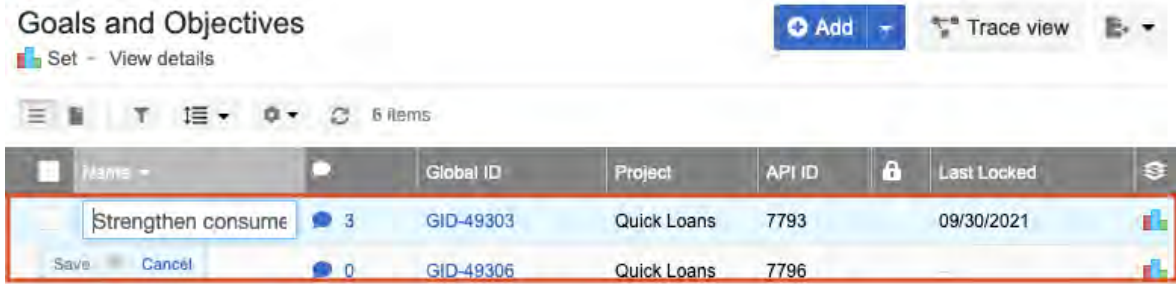 Goals and Objectives
Add
Trace view
Set - View details
6 items
Name
Global ID
Project
API ID
Last Locked
Strengthen consume
3
GID-49303
Quick Loans
7793
09/30/2021
Save
Cancel
0
GID-49306
Quick Loans
7796